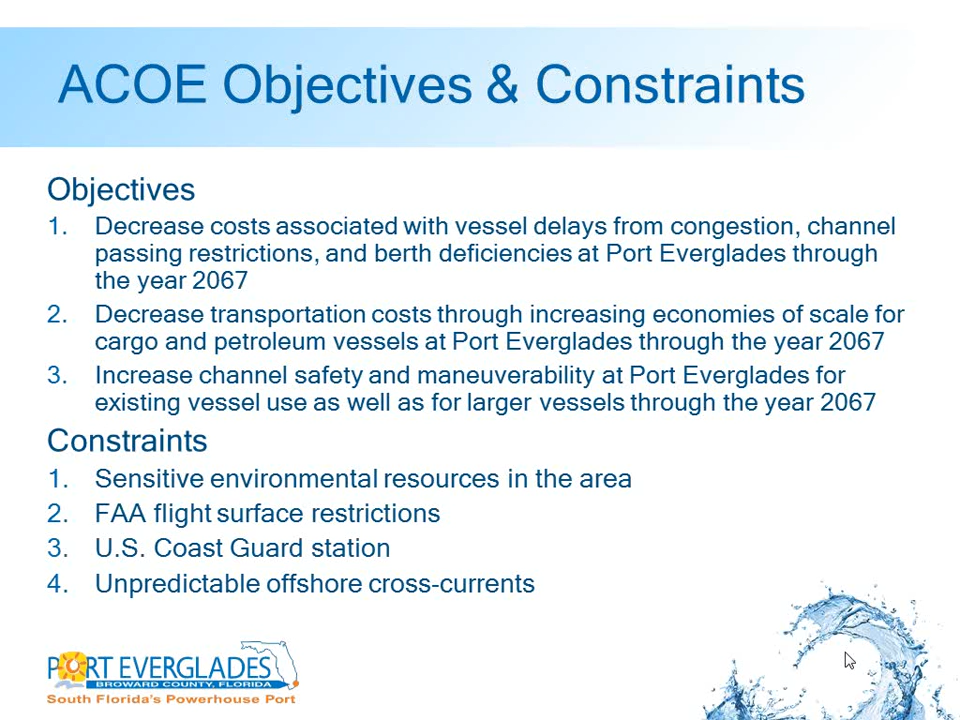 ACOE Objectives & Constraints
Objectives
1. Decrease costs associated with vessel delays from congestion, channel
passing restrictions, and berth deficiencies at Port Everglades through
the year 2067
2. Decrease transportation costs through increasing economies of scale for
cargo and petroleum vessels at Port Everglades through the year 2067
3. Increase channel safety and maneuverability at Port Everglades for
existing vessel use as well as for larger vessels through the year 2067
Constraints
1. Sensitive environmental resources in the area
2. FAA flight surface restrictions
3. U.S. Coast Guard station
4. Unpredictable offshore cross-currents
PORT EVERGLADES
BROWARD COUNTY, FLORIDA
South Florida's Powerhouse Port